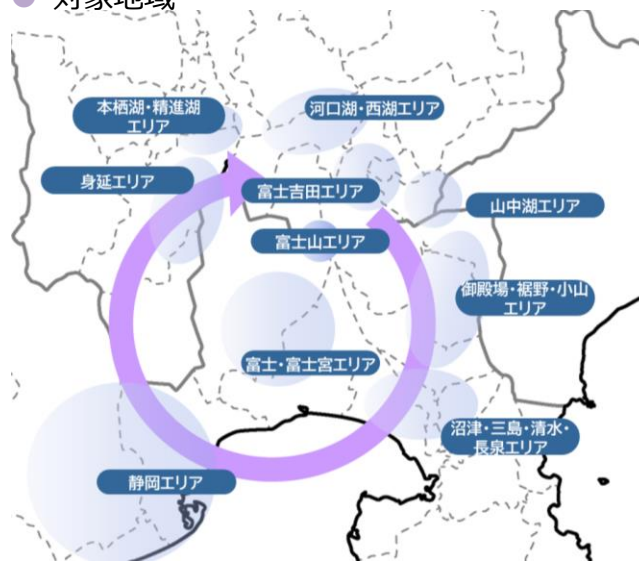 対象地域
本栖湖・精進湖
エリア
河口湖・西湖エリア
身延エリア
富士吉田エリア
山中湖エリア
富士山エリア
御殿場・裾野・小山
エリア
富士・富士宮エリア
沼津・三島・清水・
長泉エリア
静岡エリア